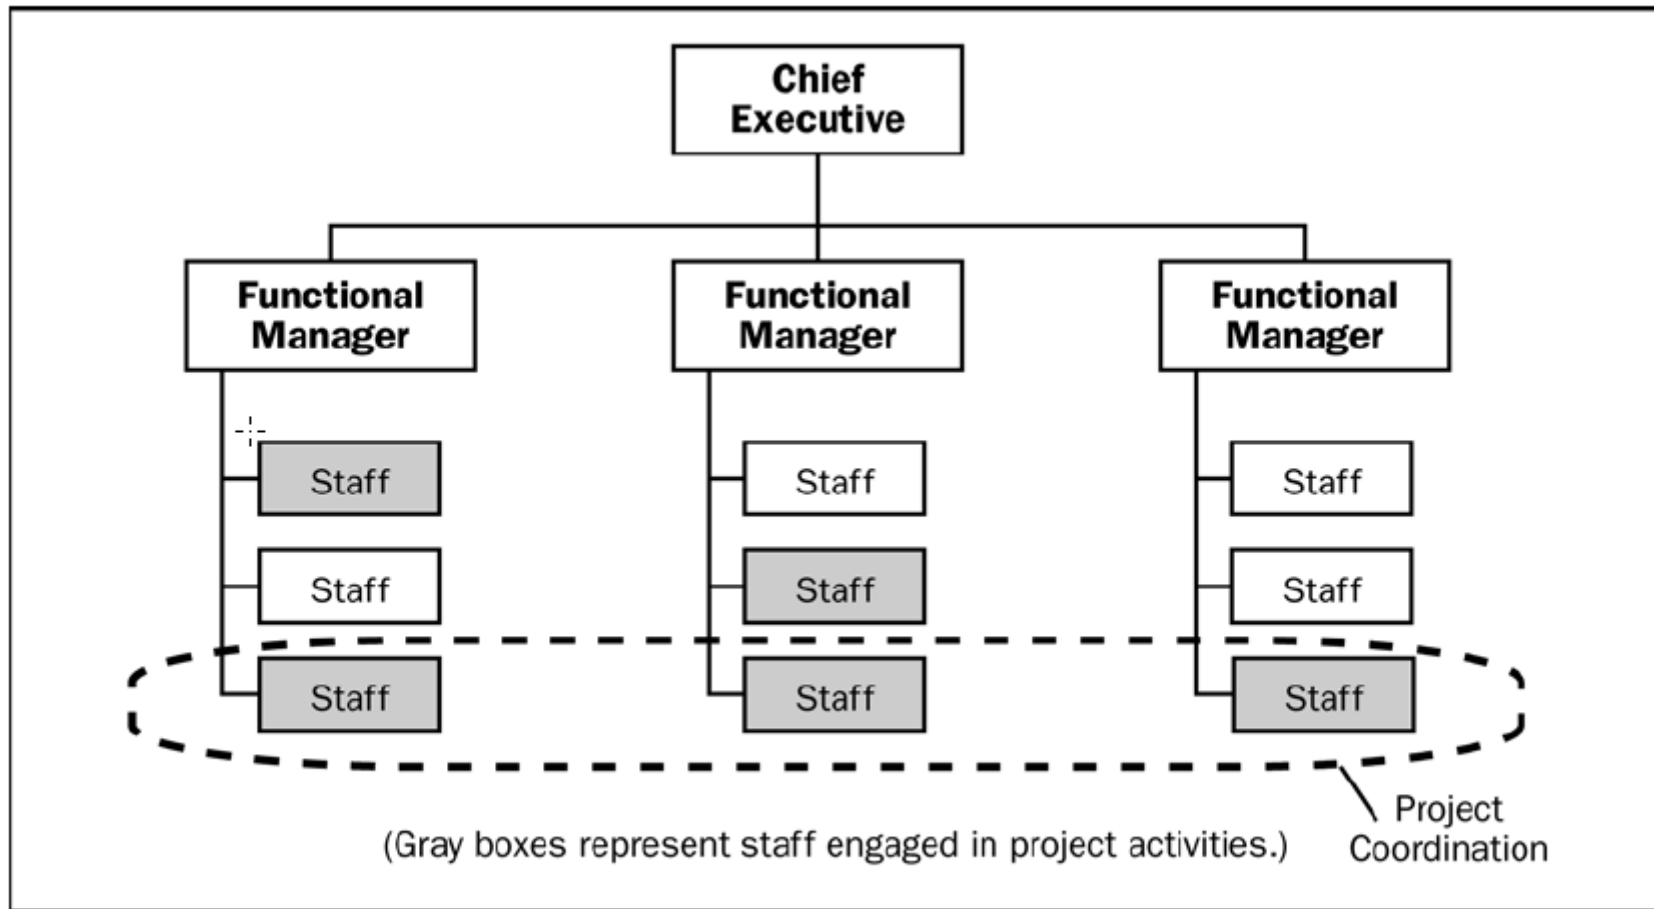 Chief
Executive
Functional
Manager
Functional
Manager
Functional
Manager
Staff
Staff
Staff
Staff
Staff
Staff
Staff
Staff
Staff
Project
Coordination
(Gray boxes represent staff engaged in project activities.)